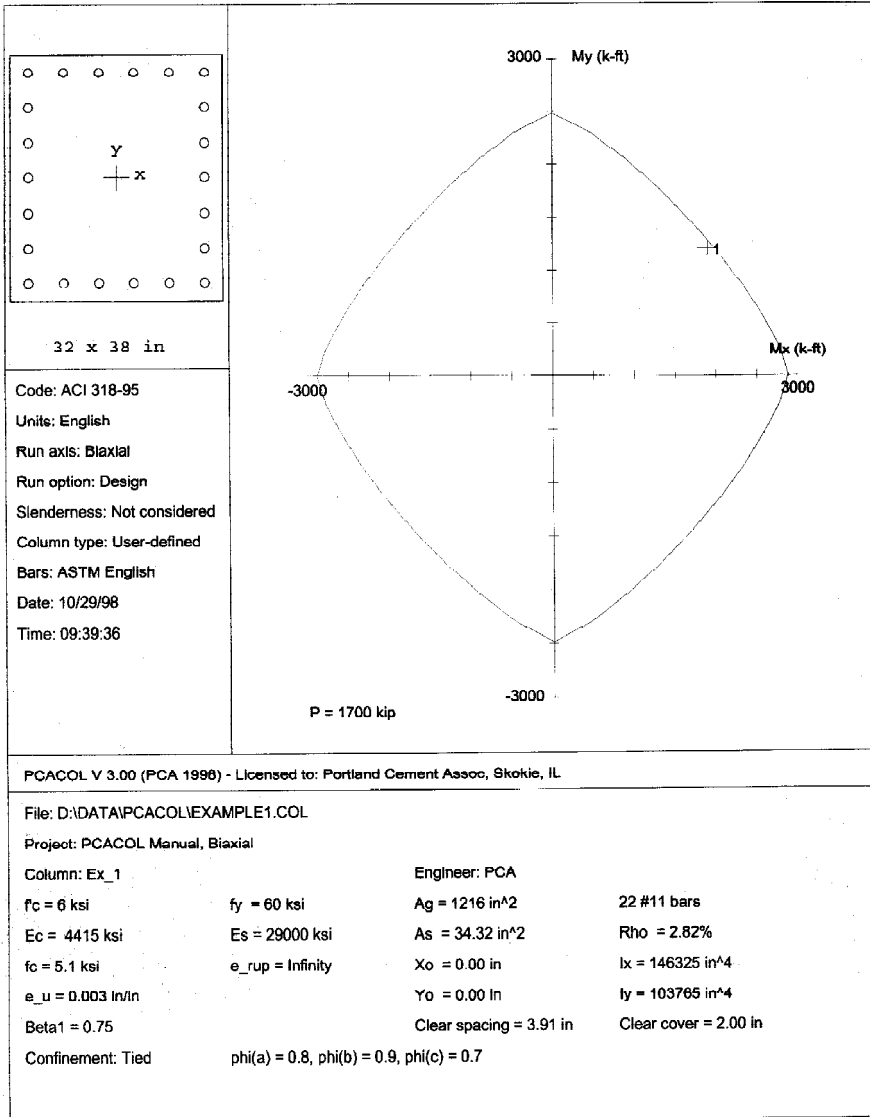 Y
x
32 x 38 in
Code: ACI 318-95
Units: English
Run axis: Biaxial
Run option: Design
Slenderness: Not considered
Column type: User-defined
Bars: ASTM English
Date: 10/29/98
Time: 09:39:36
3000
My (k-ft)
1
Mx (k-ft)
-3000
3000
-3000
P = 1700 kip
PCACOL V 3.00 (PCA 1998) - Licensed to: Portland Cement Assoc, Skokie, IL
File: D:\DATA\PCACOL\EXAMPLE1.COL
Project: PCACOL Manual, Biaxial
Column: Ex_1 Engineer: PCA
f'c = 6 ksi fy = 60 ksi Ag = 1216 in^2 22 #11 bars
Ec = 4415 ksi Es = 29000 ksi As = 34.32 in^2 Rho = 2.82%
fc = 5.1 ksi e_rup = Infinity Xo = 0.00 in Ix = 146325 in^4
e_u = 0.003 in/in Yo = 0.00 in Iy = 103765 in^4
Beta1 = 0.75 Clear spacing = 3.91 in Clear cover = 2.00 in
Confinement: Tied phi(a) = 0.8, phi(b) = 0.9, phi(c) = 0.7